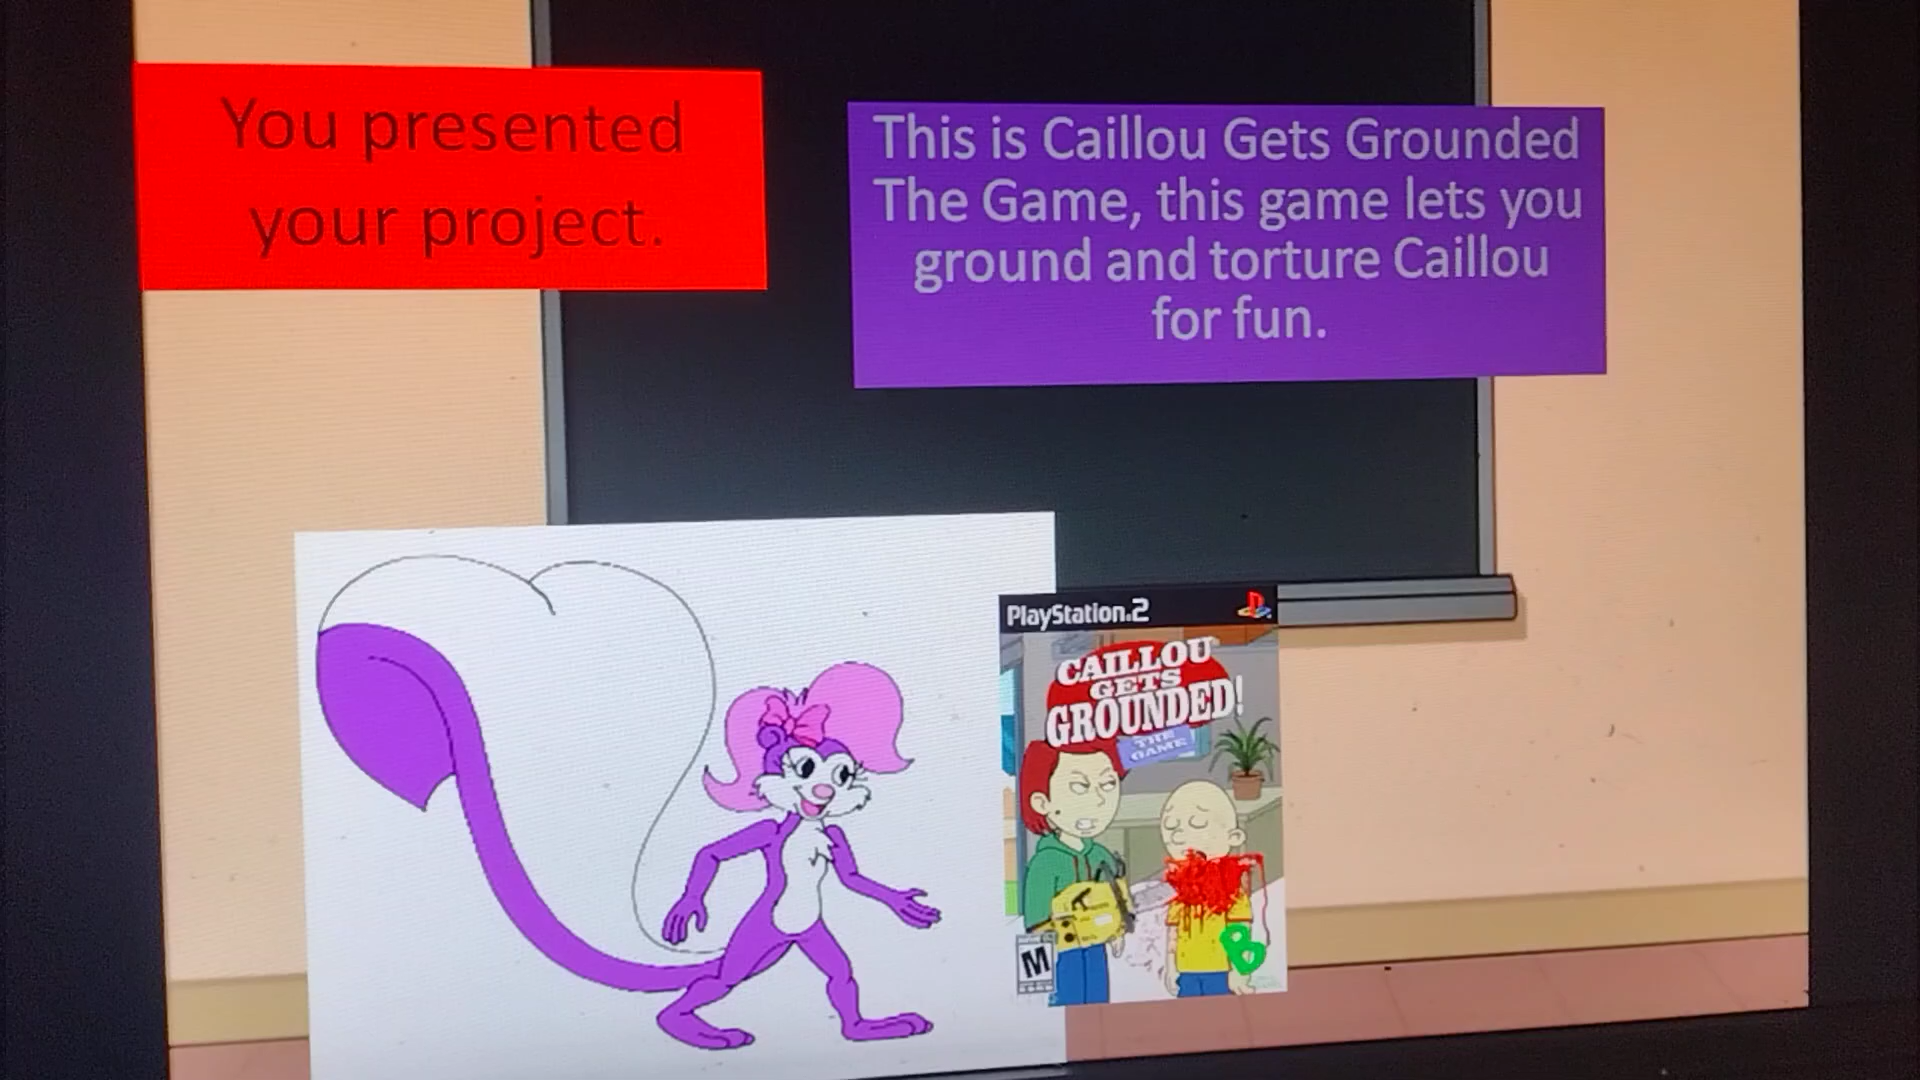 You presented
your project.
This is Caillou Gets Grounded
The Game, this game lets you
ground and torture Caillou
for fun.
PlayStation.2
CAILLOU
GETS
GROUNDED!
THE
GAME
M
B